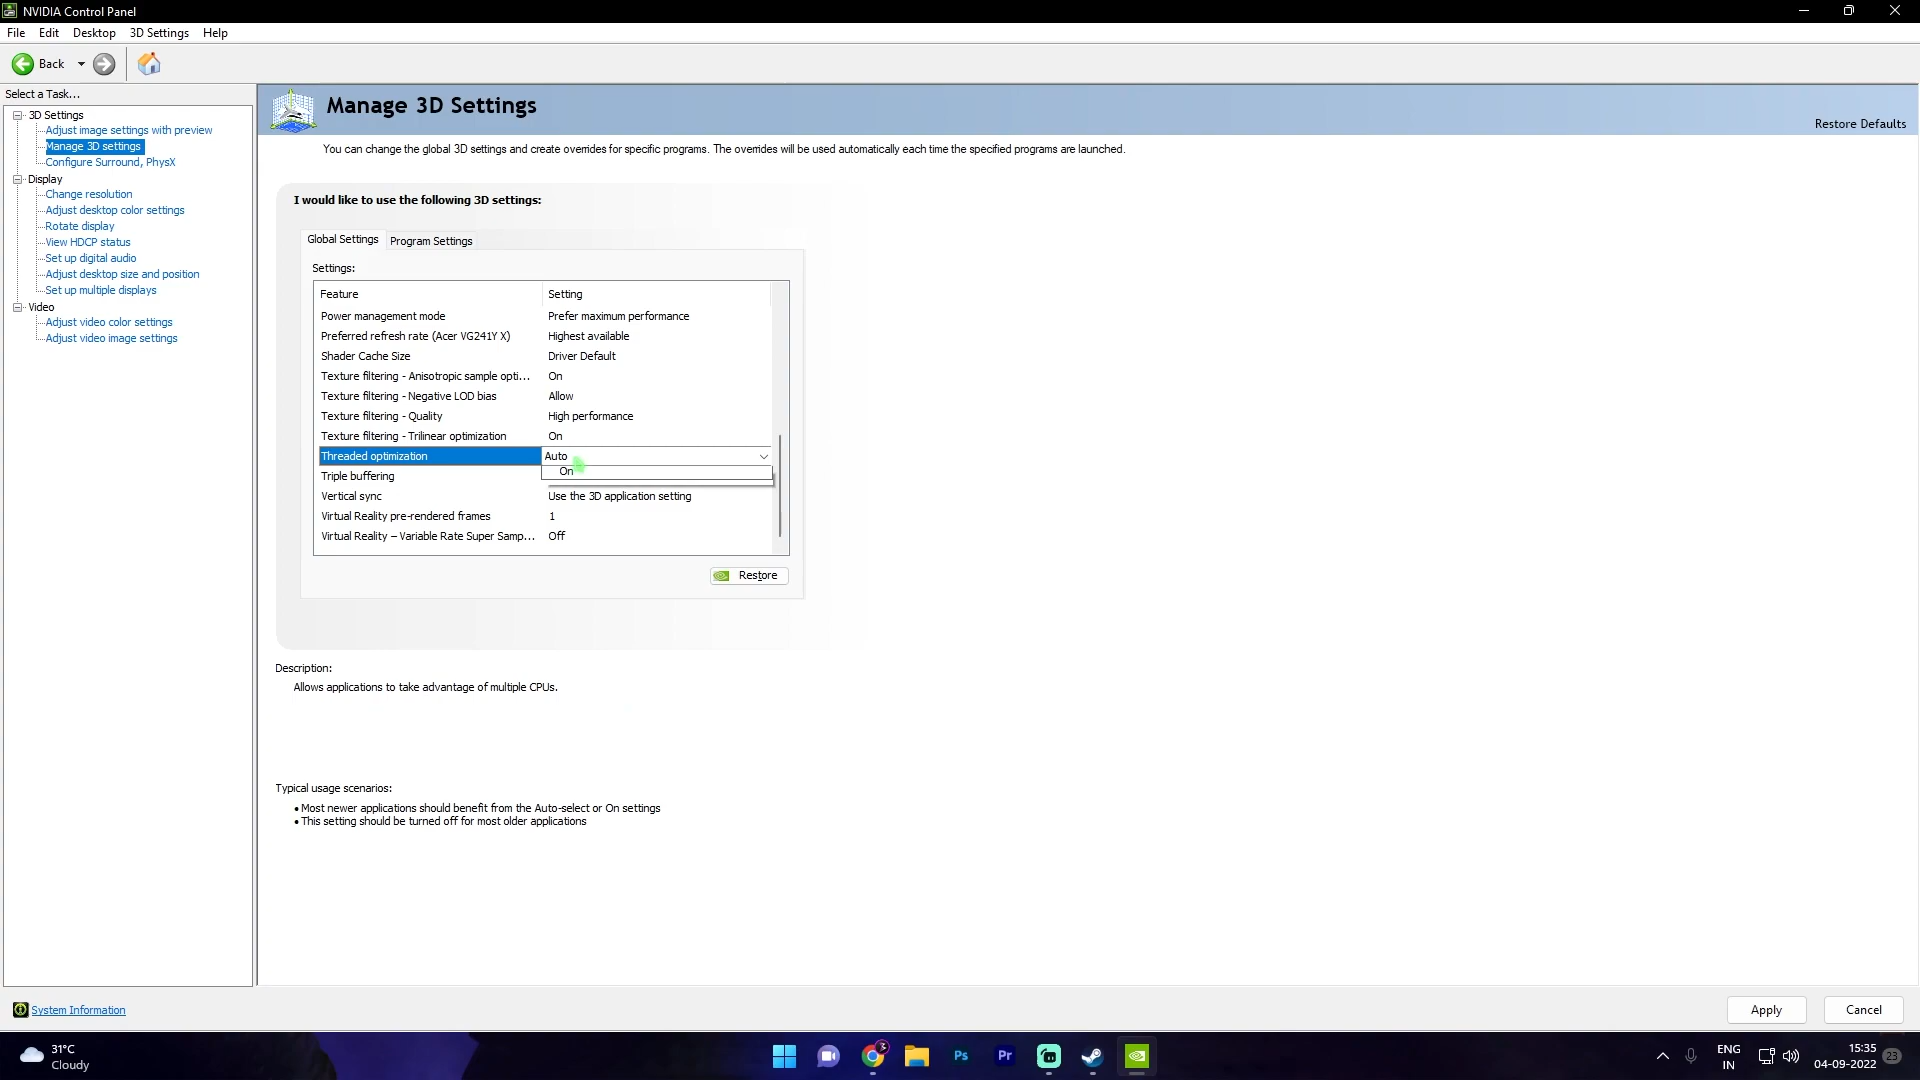 NVIDIA Control Panel
File Edit Desktop 3D Settings Help
Back
Select a Task...
3D Settings
Adjust image settings with preview
Manage 3D settings
Configure Surround, PhysX
Display
Change resolution
Adjust desktop color settings
Rotate display
View HDCP status
Set up digital audio
Adjust desktop size and position
Set up multiple displays
Video
Adjust video color settings
Adjust video image settings
Manage 3D Settings
Restore Defaults
You can change the global 3D settings and create overrides for specific programs. The overrides will be used automatically each time the specified programs are launched.
I would like to use the following 3D settings:
Global Settings Program Settings
Settings:
Feature Setting
Power management mode Prefer maximum performance
Preferred refresh rate (Acer VG241Y X) Highest available
Shader Cache Size Driver Default
Texture filtering - Anisotropic sample opti... On
Texture filtering - Negative LOD bias Allow
Texture filtering - Quality High performance
Texture filtering - Trilinear optimization On
Threaded optimization Auto
On
Triple buffering
Vertical sync Use the 3D application setting
Virtual Reality pre-rendered frames 1
Virtual Reality – Variable Rate Super Samp... Off
Restore
Description:
Allows applications to take advantage of multiple CPUs.
Typical usage scenarios:
• Most newer applications should benefit from the Auto-select or On settings
• This setting should be turned off for most older applications
System Information
Apply Cancel
31°C
Cloudy
3
Ps
Pr
ENG
IN
15:35
04-09-2022
23